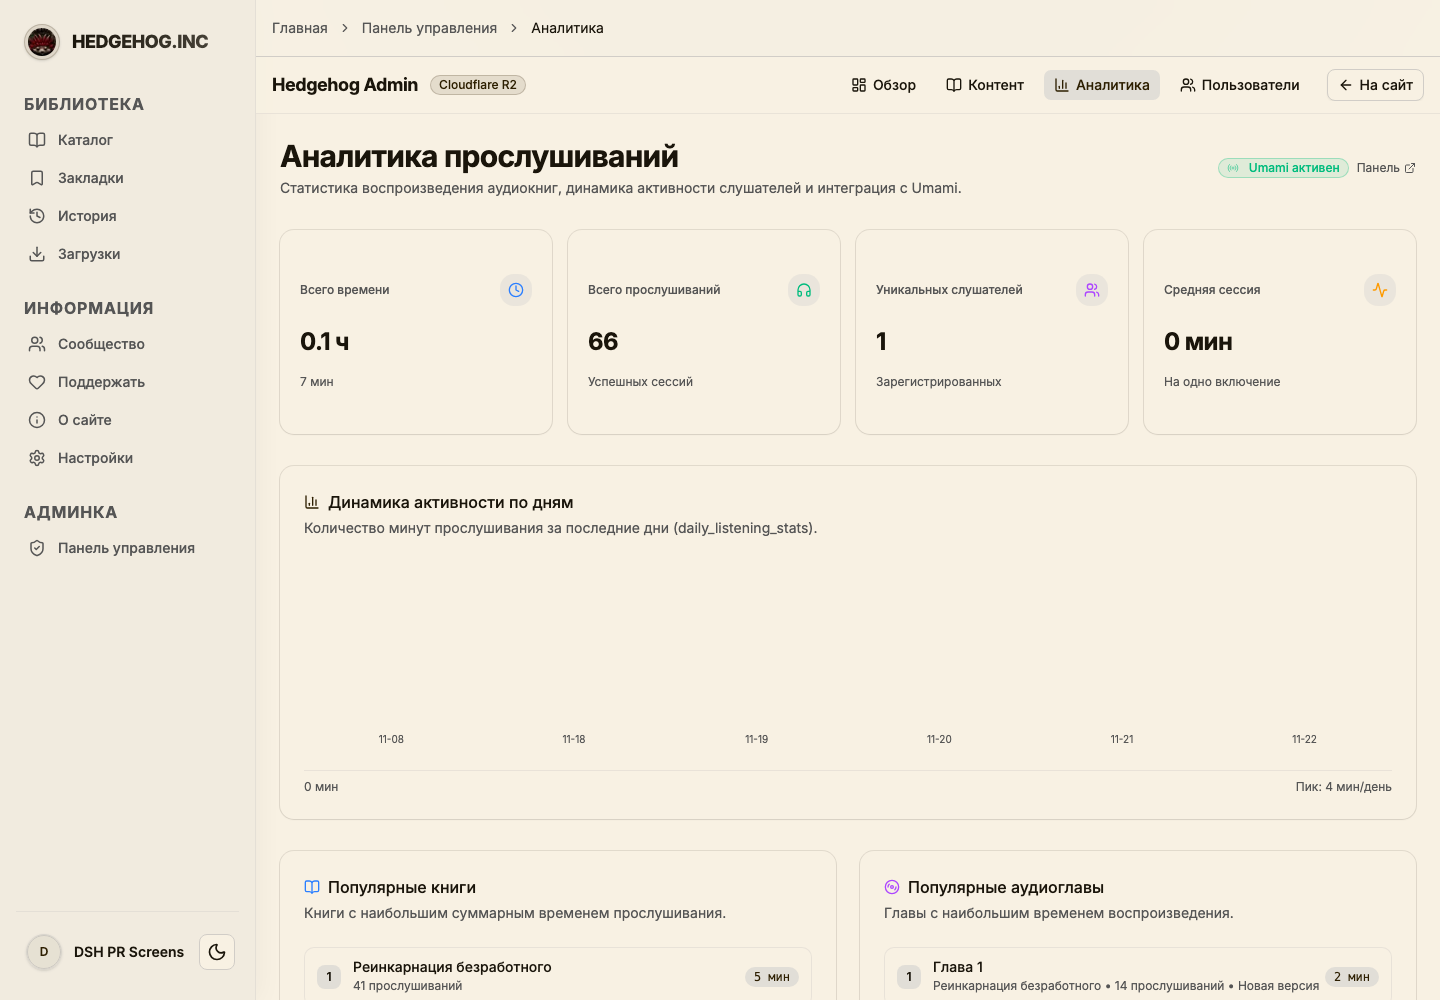 HEDGEHOG.INC
БИБЛИОТЕКА
Каталог
Закладки
История
Загрузки
ИНФОРМАЦИЯ
Сообщество
Поддержать
О сайте
Настройки
АДМИНКА
Панель управления
D
DSH PR Screens
Главная > Панель управления > Аналитика
Hedgehog Admin Cloudflare R2
Обзор Контент Аналитика Пользователи На сайт
Аналитика прослушиваний
Статистика воспроизведения аудиокниг, динамика активности слушателей и интеграция с Umami.
Umami активен Панель
Всего времени
0.1 ч
7 мин
Всего прослушиваний
66
Успешных сессий
Уникальных слушателей
1
Зарегистрированных
Средняя сессия
0 мин
На одно включение
Динамика активности по дням
Количество минут прослушивания за последние дни (daily_listening_stats).
11-08 11-18 11-19 11-20 11-21 11-22
0 мин Пик: 4 мин/день
Популярные книги
Книги с наибольшим суммарным временем прослушивания.
1 Реинкарнация безработного 5 мин
41 прослушиваний
Популярные аудиоглавы
Главы с наибольшим временем воспроизведения.
1 Глава 1 2 мин
Реинкарнация безработного • 14 прослушиваний • Новая версия